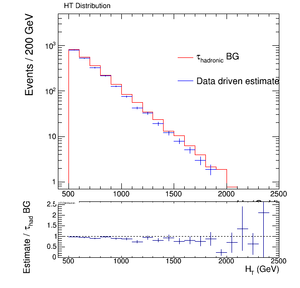 HT Distribution
Events / 200 GeV
τhadronic BG
Data driven estimate
10³
10²
10
1
500 1000 1500 2000 2500
Estimate / τhad BG
2.5
2
1.5
1
0.5
0
500 1000 1500 2000 2500
HT (GeV)